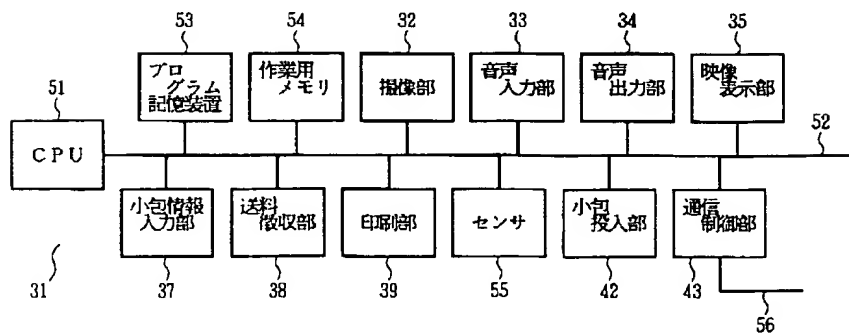 53
54
32
33
34
35
プロ
グラム
記憶装置
作業用
メモリ
撮像部
音声
入力部
音声
出力部
映像
表示部
51
CPU
52
小包情報
入力部
送料
徴収部
印刷部
センサ
小包
投入部
通信
制御部
31
37
38
39
55
42
43
56